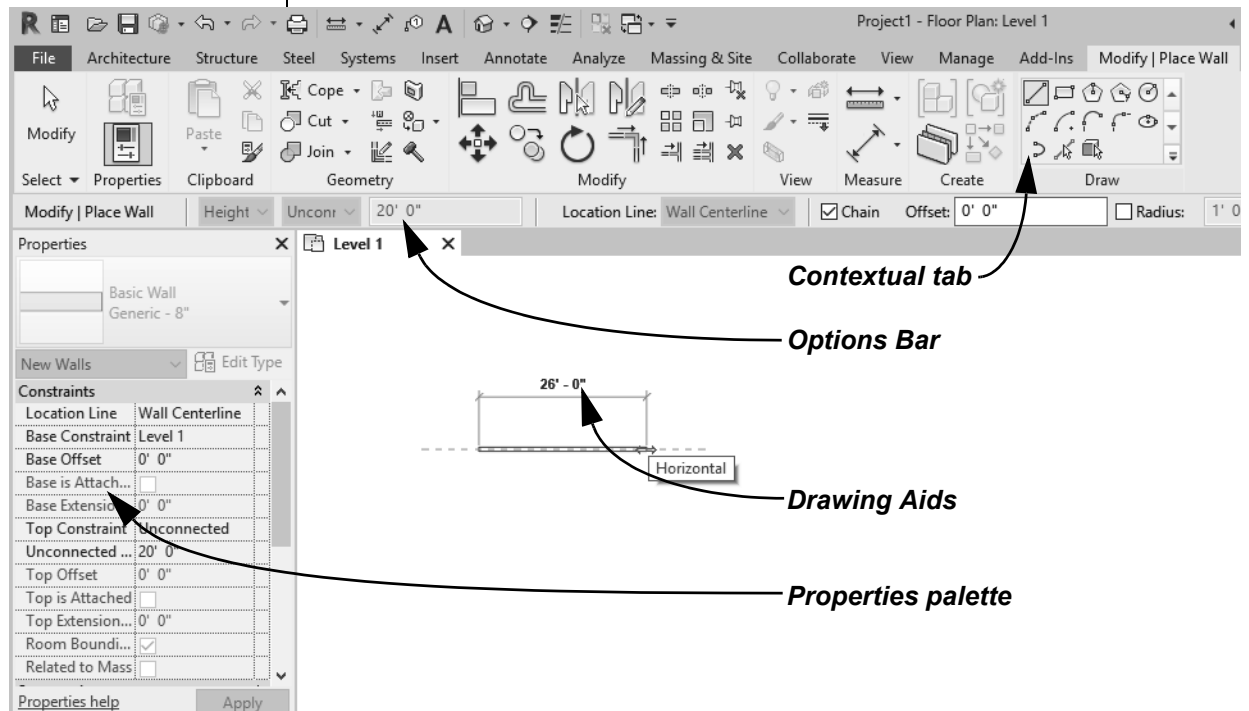 Project1 - Floor Plan: Level 1
File Architecture Structure Steel Systems Insert Annotate Analyze Massing & Site Collaborate View Manage Add-Ins Modify | Place Wall
Modify Paste Cope
Cut
Join
Select Properties Clipboard Geometry Modify View Measure Create Draw
Modify | Place Wall Height Unconr 20' 0" Location Line: Wall Centerline Chain Offset: 0' 0" Radius: 1' 0
Properties X Level 1 X
Contextual tab
Basic Wall
Generic - 8"
Options Bar
New Walls Edit Type
Constraints
26' - 0"
Location Line Wall Centerline
Base Constraint Level 1
Base Offset 0' 0"
Horizontal
Base is Attach...
Drawing Aids
Base Extensio 0' 0"
Top Constraint Unconnected
Unconnected ... 20' 0"
Top Offset 0' 0"
Properties palette
Top is Attached
Top Extension... 0' 0"
Room Boundi...
Related to Mass
Properties help Apply